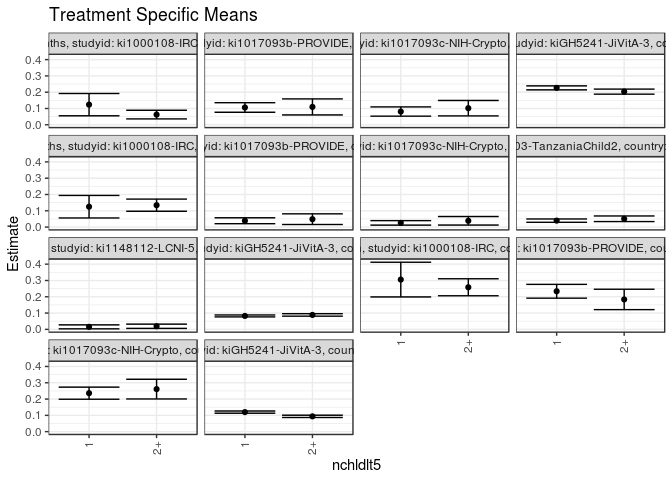 Treatment Specific Means
ths, studyid: ki1000108-IRC
yid: ki1017093b-PROVIDE,
yid: ki1017093c-NIH-Crypto,
udyid: kiGH5241-JiVitA-3, co
0.4
0.3
0.2
0.1
0.0
ths, studyid: ki1000108-IRC,
yid: ki1017093b-PROVIDE, c
yid: ki1017093c-NIH-Crypto,
03-TanzaniaChild2, country:
0.4
0.3
0.2
0.1
0.0
Estimate
studyid: ki1148112-LCNI-5,
dyid: kiGH5241-JiVitA-3, cou
, studyid: ki1000108-IRC, co
: ki1017093b-PROVIDE, cou
0.4
0.3
0.2
0.1
0.0
1
2+
1
2+
: ki1017093c-NIH-Crypto, cou
yid: kiGH5241-JiVitA-3, coun
0.4
0.3
0.2
0.1
0.0
1
2+
1
2+
nchldlt5